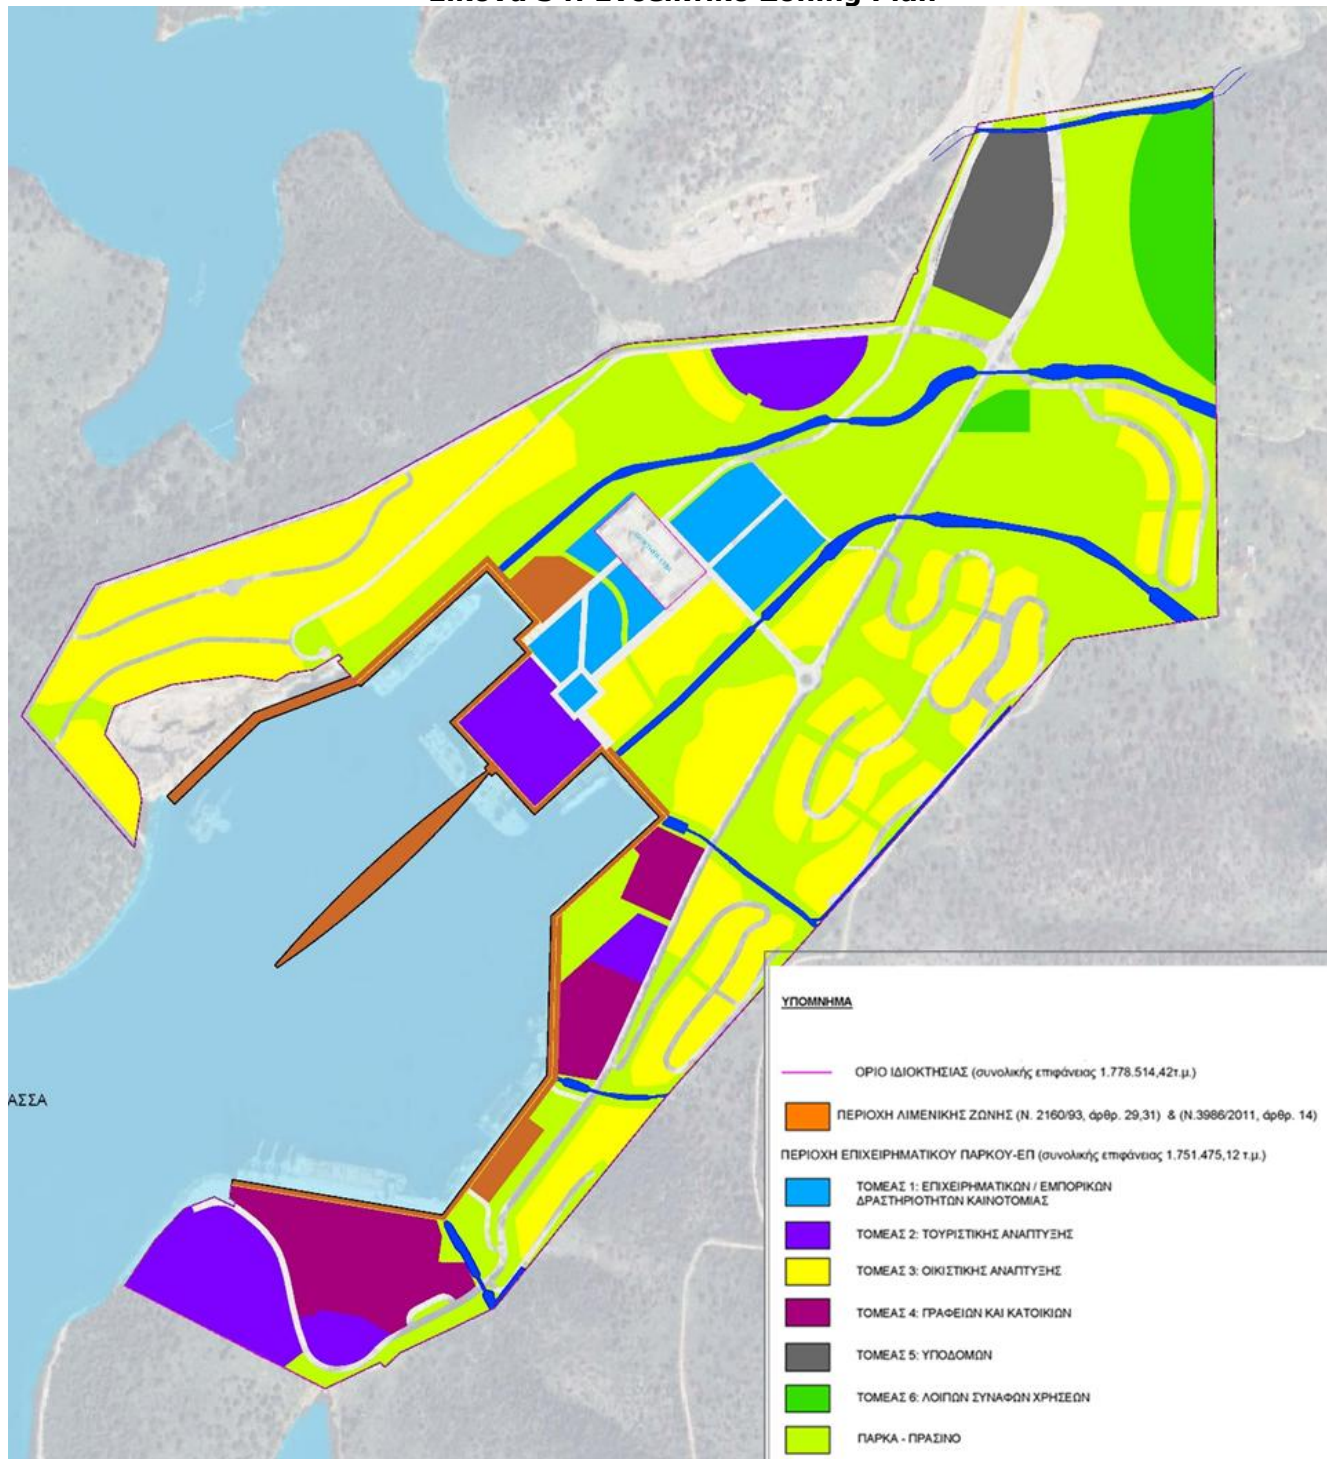 ΑΣΣΑ
ΥΠΟΜΝΗΜΑ
ΟΡΙΟ ΙΔΙΟΚΤΗΣΙΑΣ (συνολικής επιφάνειας 1.778.514,42τ.μ.)
ΠΕΡΙΟΧΗ ΛΙΜΕΝΙΚΗΣ ΖΩΝΗΣ (Ν. 2160/93, άρθρ. 29,31) & (Ν.3986/2011, άρθρ. 14)
ΠΕΡΙΟΧΗ ΕΠΙΧΕΙΡΗΜΑΤΙΚΟΥ ΠΑΡΚΟΥ-ΕΠ (συνολικής επιφάνειας 1.751.475,12 τ.μ.)
ΤΟΜΕΑΣ 1: ΕΠΙΧΕΙΡΗΜΑΤΙΚΩΝ / ΕΜΠΟΡΙΚΩΝ
ΔΡΑΣΤΗΡΙΟΤΗΤΩΝ ΚΑΙΝΟΤΟΜΙΑΣ
ΤΟΜΕΑΣ 2: ΤΟΥΡΙΣΤΙΚΗΣ ΑΝΑΠΤΥΞΗΣ
ΤΟΜΕΑΣ 3: ΟΙΚΙΣΤΙΚΗΣ ΑΝΑΠΤΥΞΗΣ
ΤΟΜΕΑΣ 4: ΓΡΑΦΕΙΩΝ ΚΑΙ ΚΑΤΟΙΚΙΩΝ
ΤΟΜΕΑΣ 5: ΥΠΟΔΟΜΩΝ
ΤΟΜΕΑΣ 6: ΛΟΙΠΩΝ ΣΥΝΑΦΩΝ ΧΡΗΣΕΩΝ
ΠΑΡΚΑ - ΠΡΑΣΙΝΟ